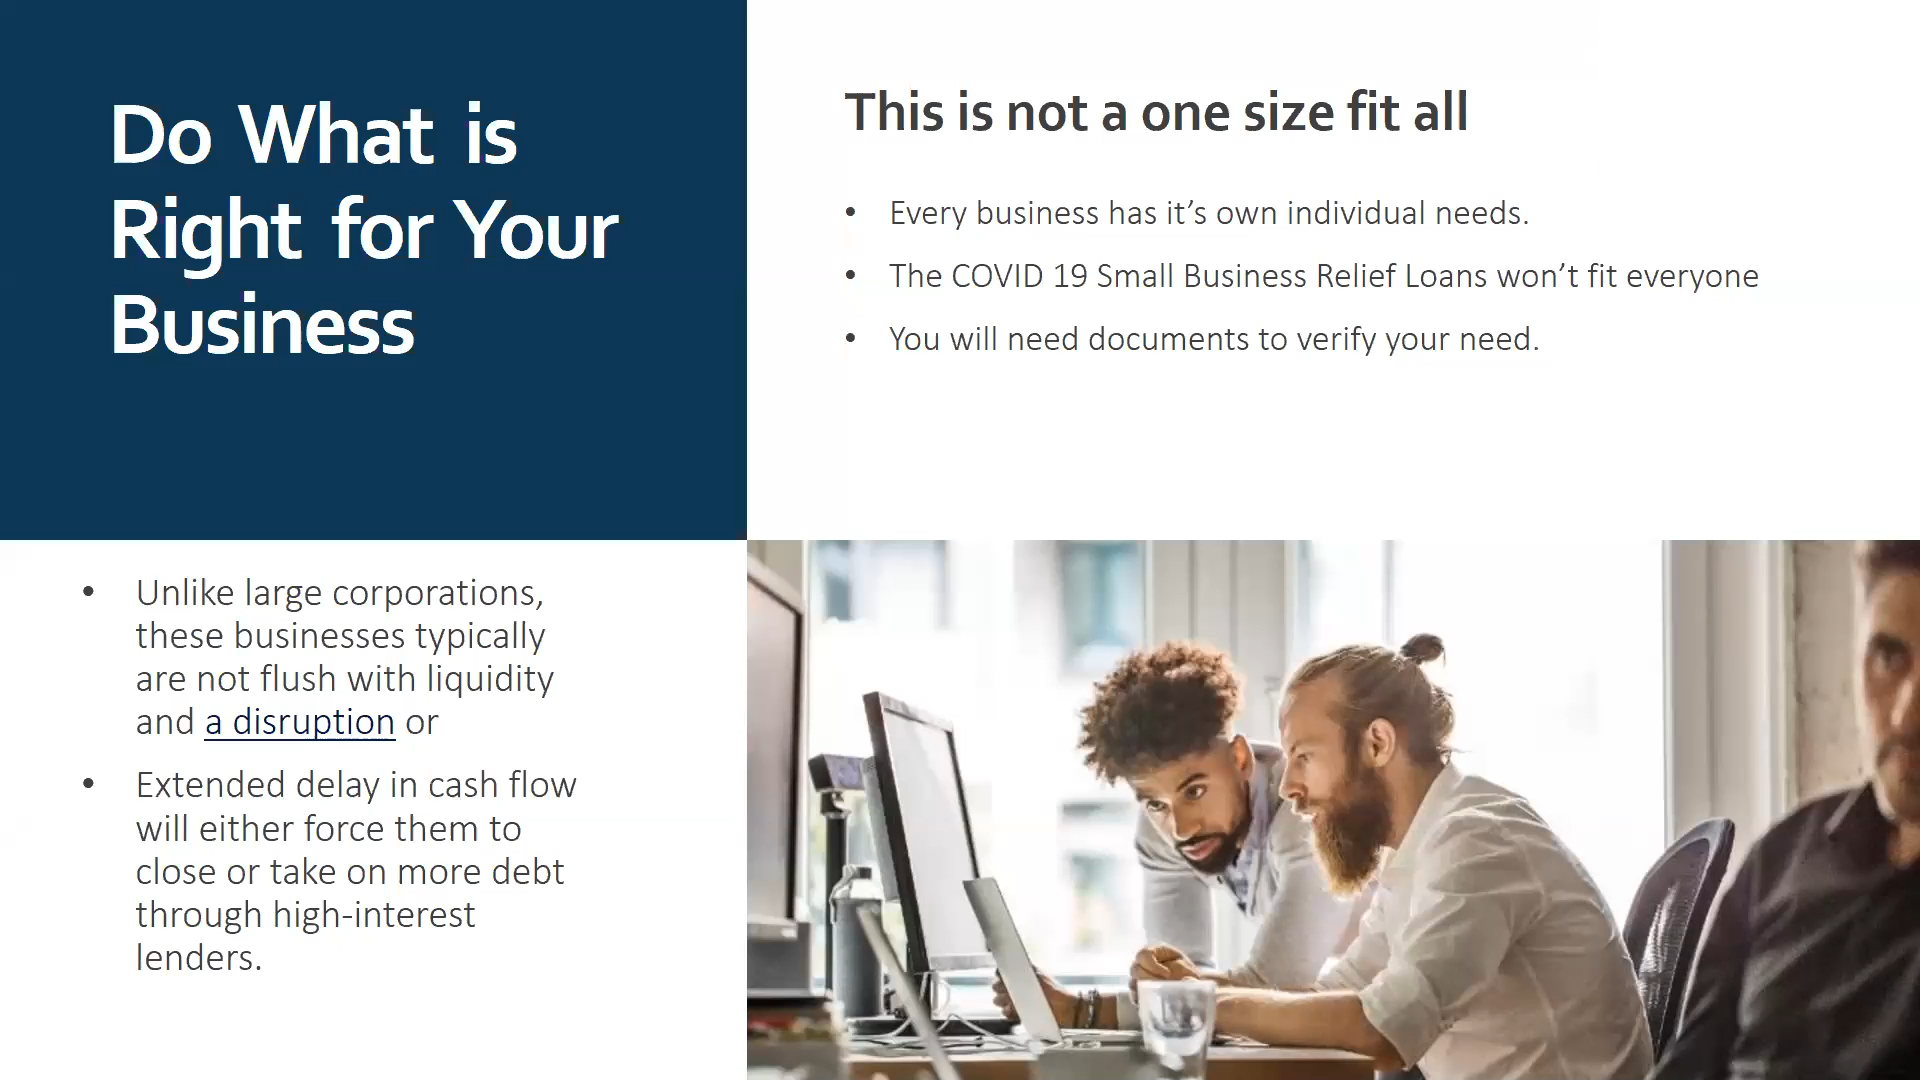 Do What is
Right for Your
Business
This is not a one size fit all
• Every business has it’s own individual needs.
• The COVID 19 Small Business Relief Loans won’t fit everyone
• You will need documents to verify your need.
• Unlike large corporations,
these businesses typically
are not flush with liquidity
and a disruption or
• Extended delay in cash flow
will either force them to
close or take on more debt
through high-interest
lenders.